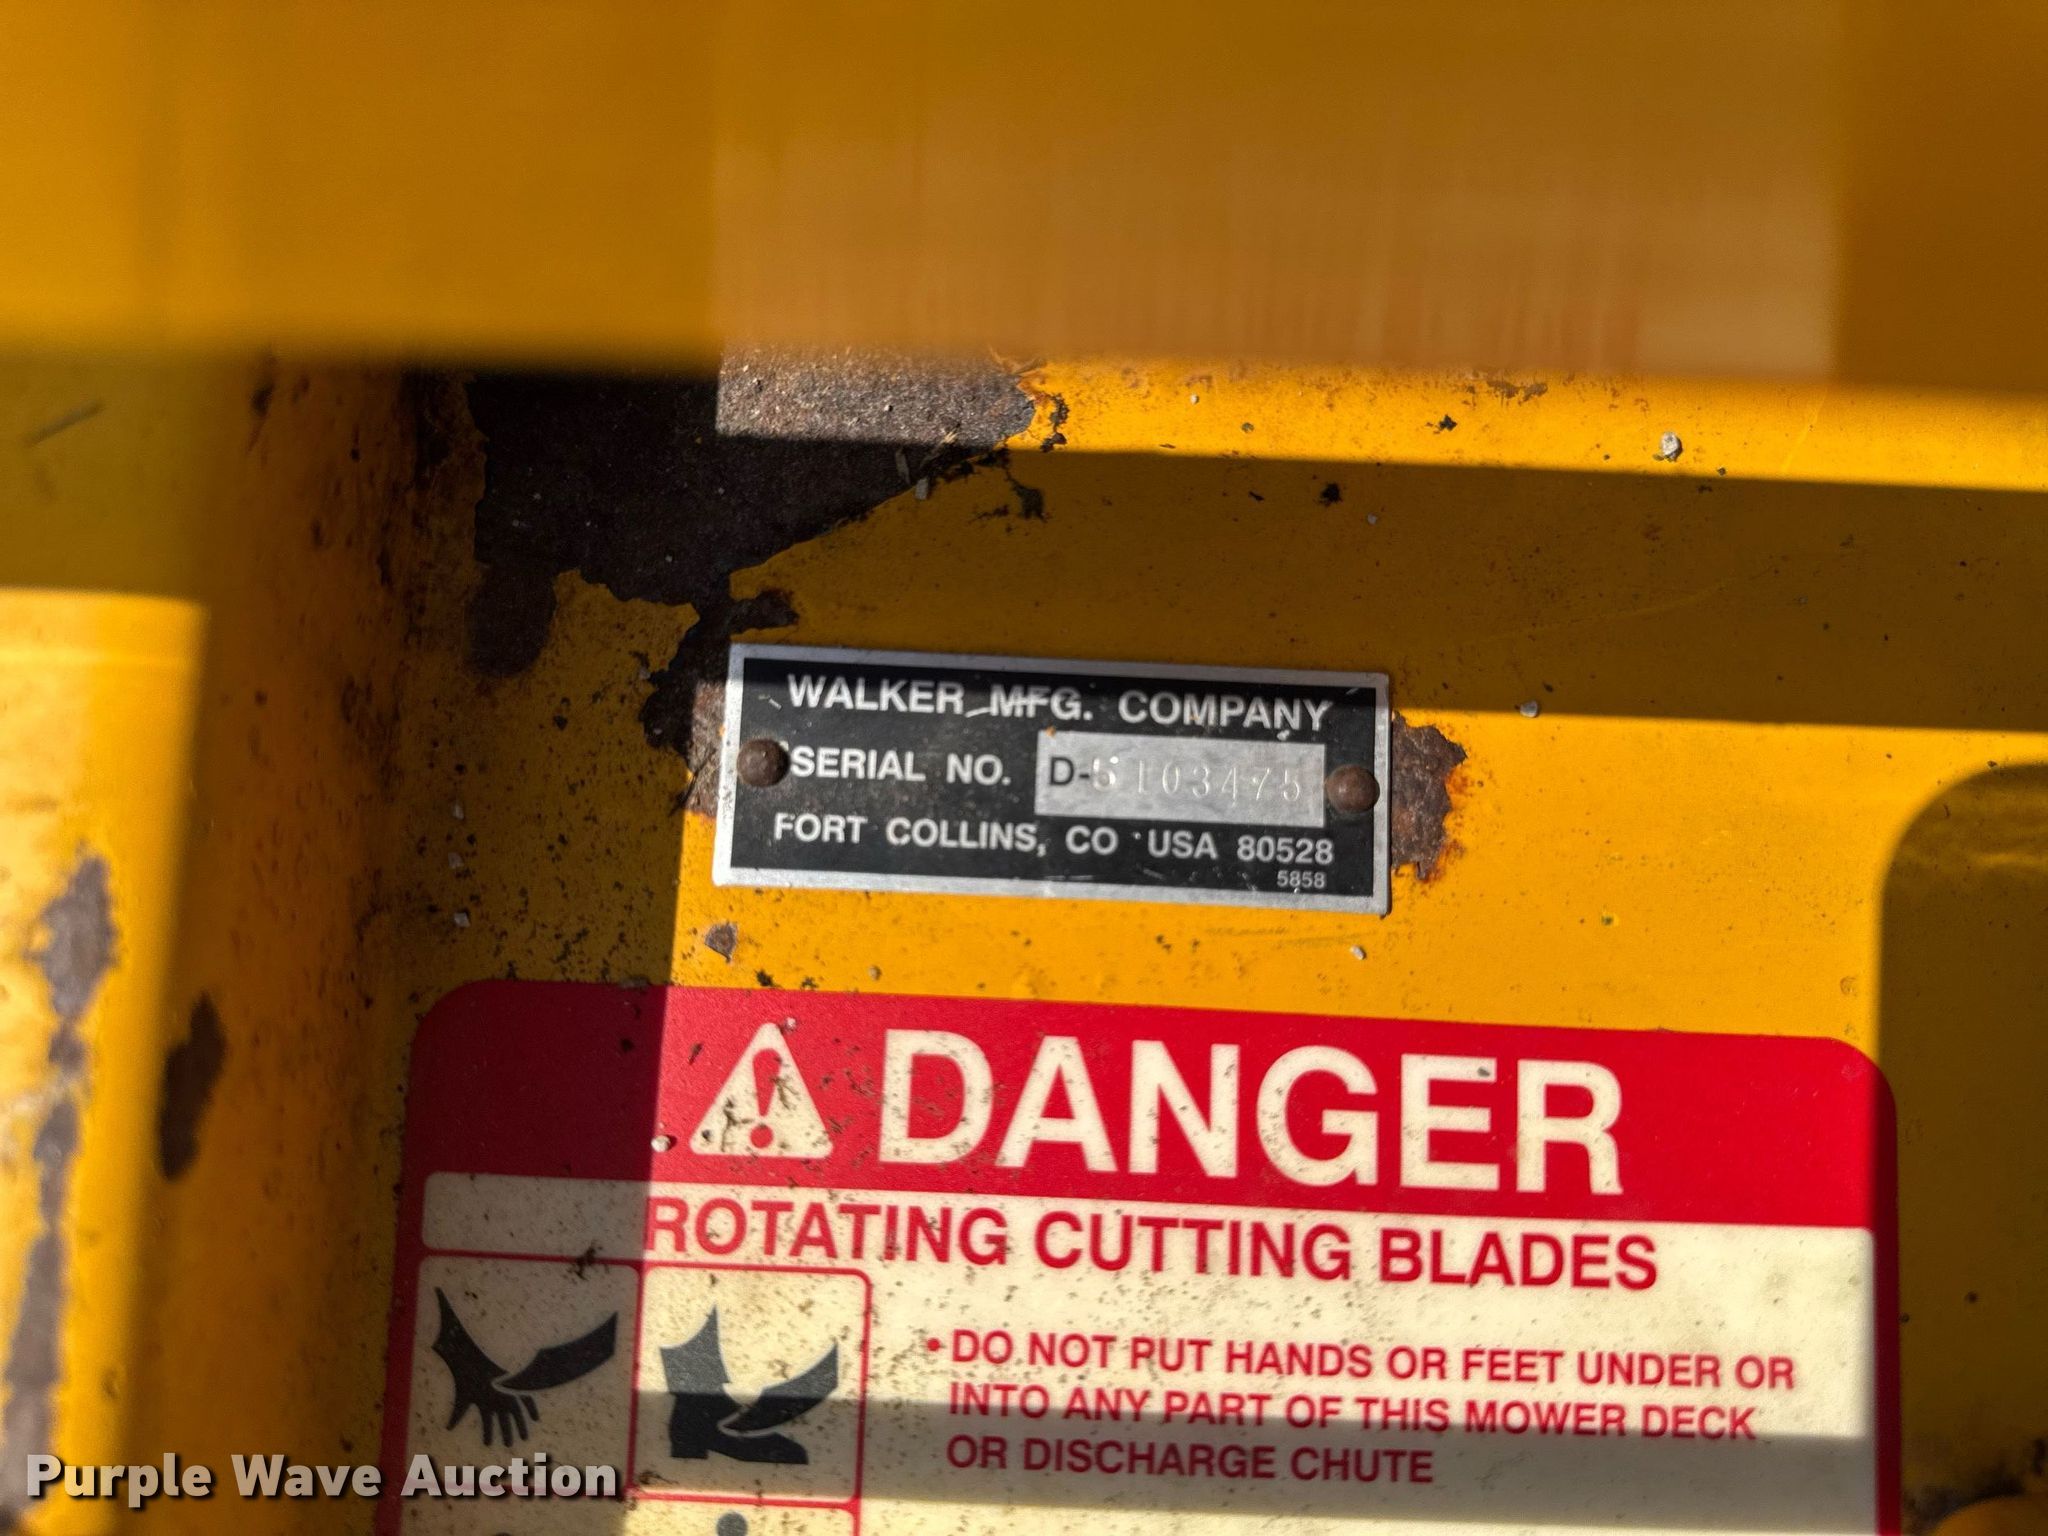 WALKER MFG. COMPANY
SERIAL NO. D-5103475
FORT COLLINS, CO USA 80528
5858
DANGER
ROTATING CUTTING BLADES
• DO NOT PUT HANDS OR FEET UNDER OR
INTO ANY PART OF THIS MOWER DECK
OR DISCHARGE CHUTE
Purple Wave Auction